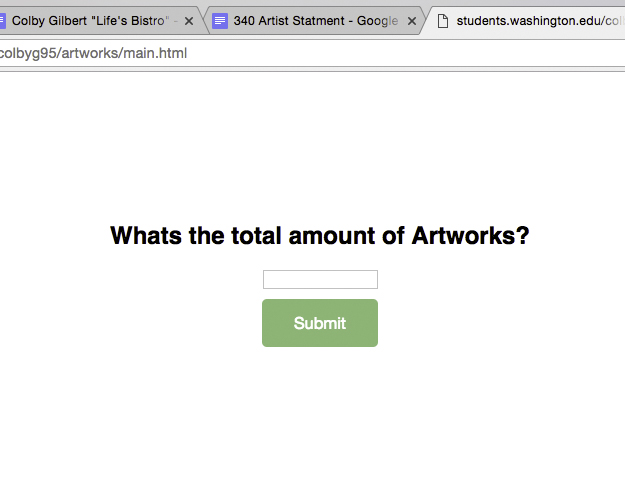 Colby Gilbert "Life's Bistro" -
340 Artist Statment - Google
students.washington.edu/col
colbyg95/artworks/main.html
Whats the total amount of Artworks?
Submit